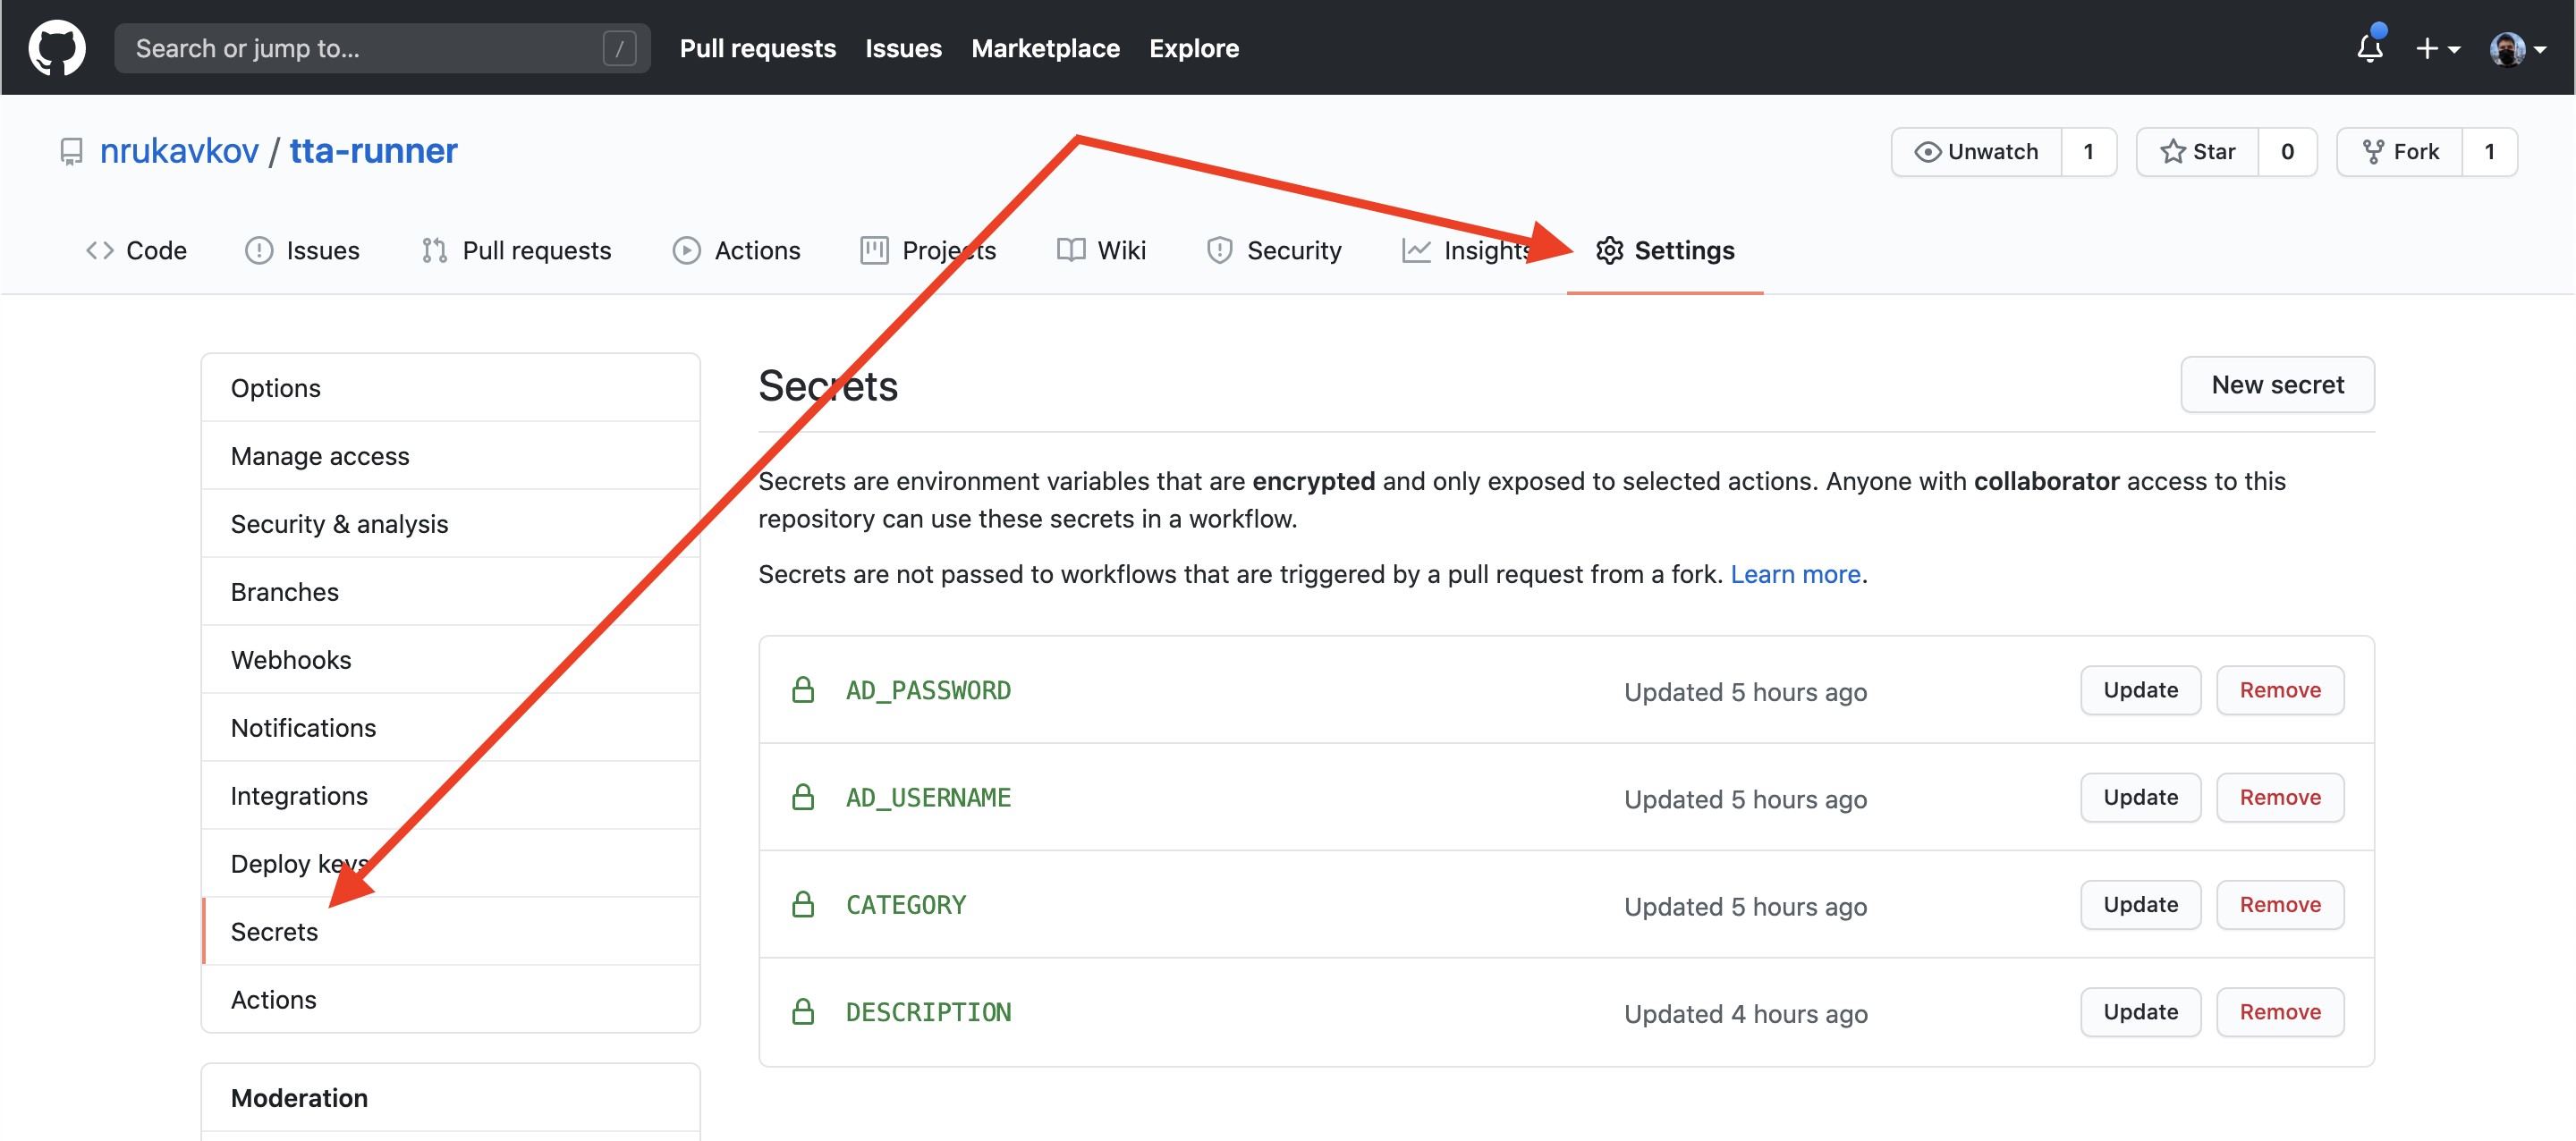 Search or jump to... /
Pull requests Issues Marketplace Explore
nrukavkov / tta-runner
Unwatch 1 Star 0 Fork 1
Code Issues Pull requests Actions Projects Wiki Security Insights Settings
Options
Manage access
Security & analysis
Branches
Webhooks
Notifications
Integrations
Deploy keys
Secrets
Actions
Moderation
Secrets New secret
Secrets are environment variables that are encrypted and only exposed to selected actions. Anyone with collaborator access to this
repository can use these secrets in a workflow.
Secrets are not passed to workflows that are triggered by a pull request from a fork. Learn more.
AD_PASSWORD Updated 5 hours ago Update Remove
AD_USERNAME Updated 5 hours ago Update Remove
CATEGORY Updated 5 hours ago Update Remove
DESCRIPTION Updated 4 hours ago Update Remove